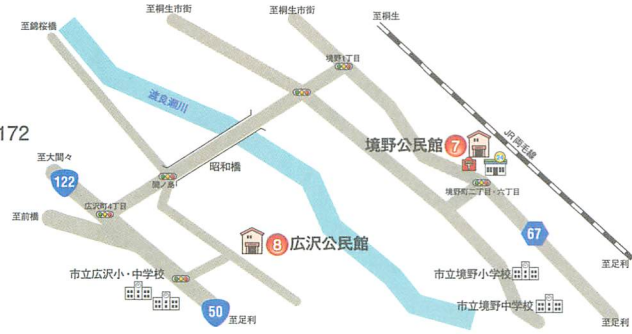 至錦桜橋
至桐生市街
至桐生市街
至桐生
境野1丁目
渡良瀬川
172
JR両毛線
境野公民館 7
昭和橋
至大間々
122
間ノ島
境野町二丁目・六丁目
広沢町4丁目
至前橋
67
8 広沢公民館
至足利
市立広沢小・中学校
市立境野小学校
50
至足利
市立境野中学校
至足利